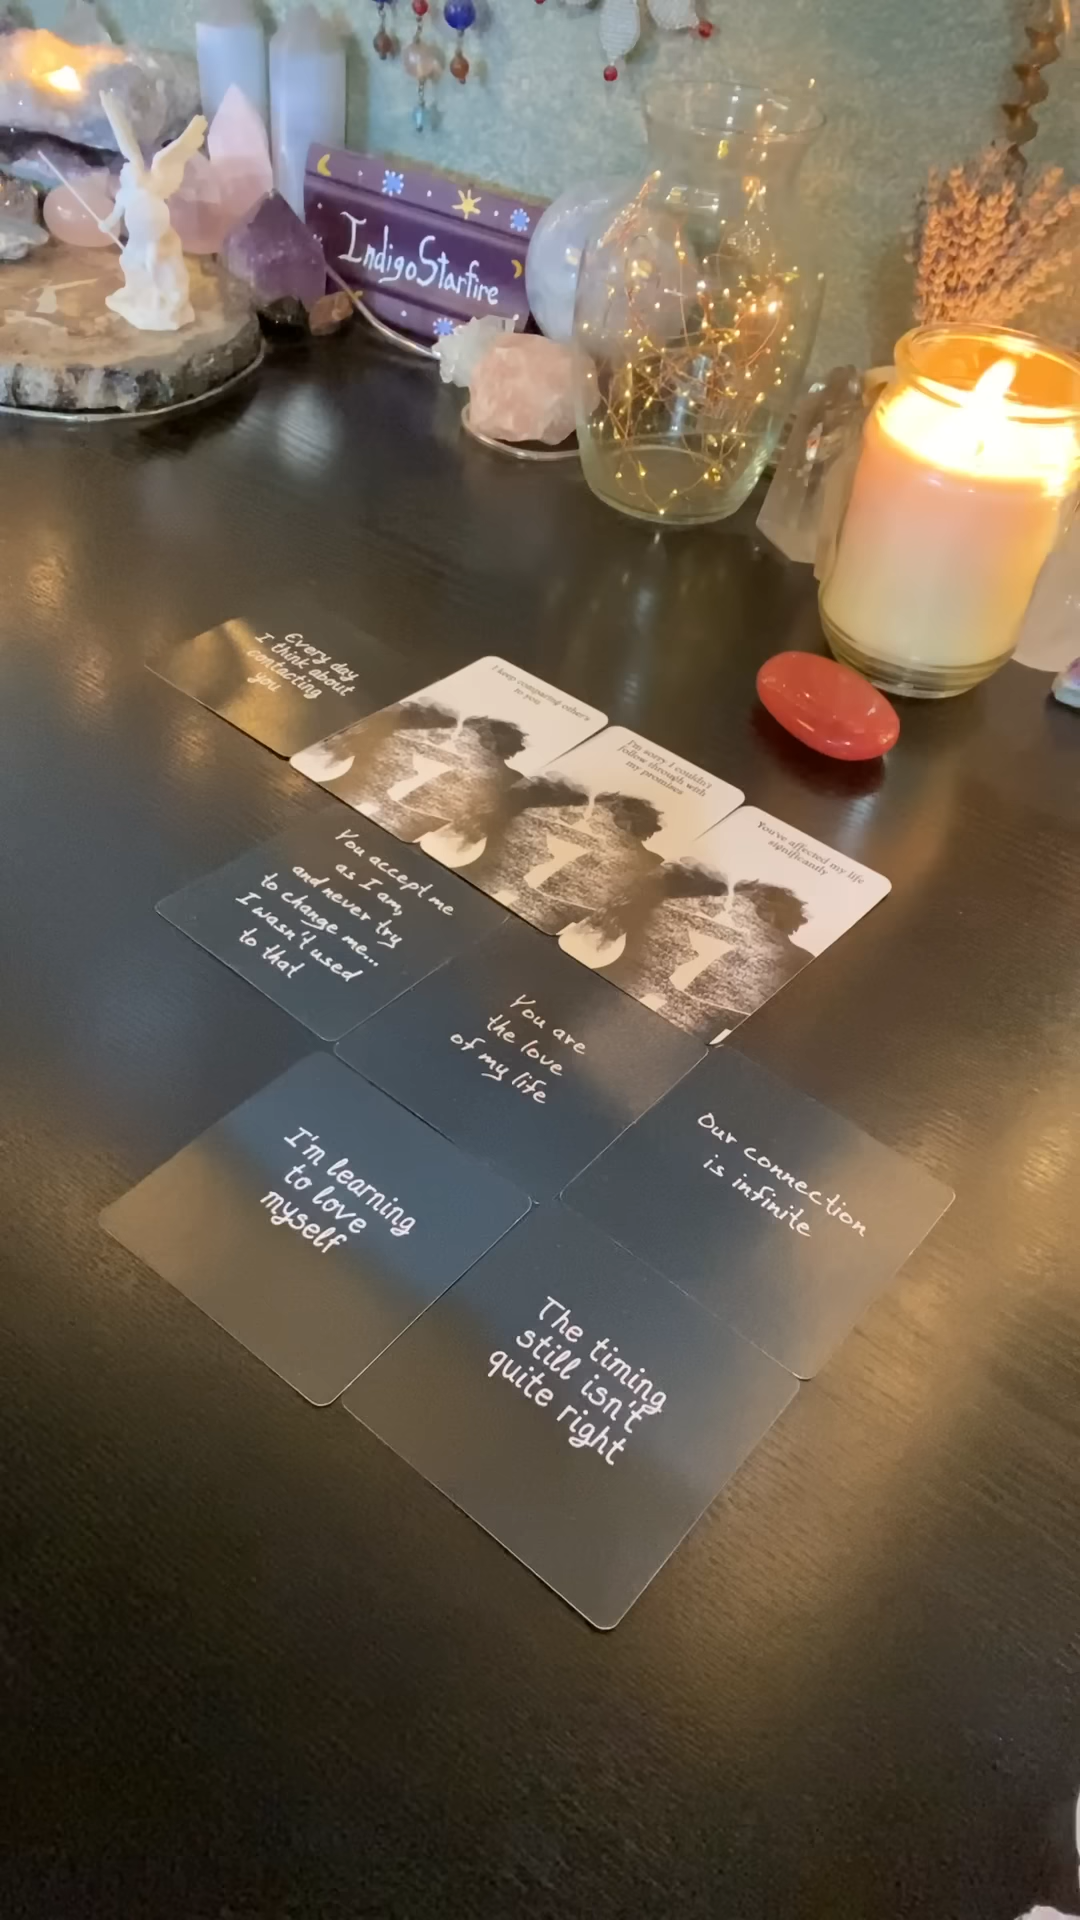 IndigoStarfire
Every day
I think about
contacting
you
I keep comparing other's
to you
I'm sorry I couldn't
follow through with
my promises
You've affected my life
significantly
You accept me
as I am,
and never try
to change me...
I wasn't used
to that
You are
the love
of my life
Our connection
is infinite
I'm learning
to love
myself
The timing
still isn't
quite right